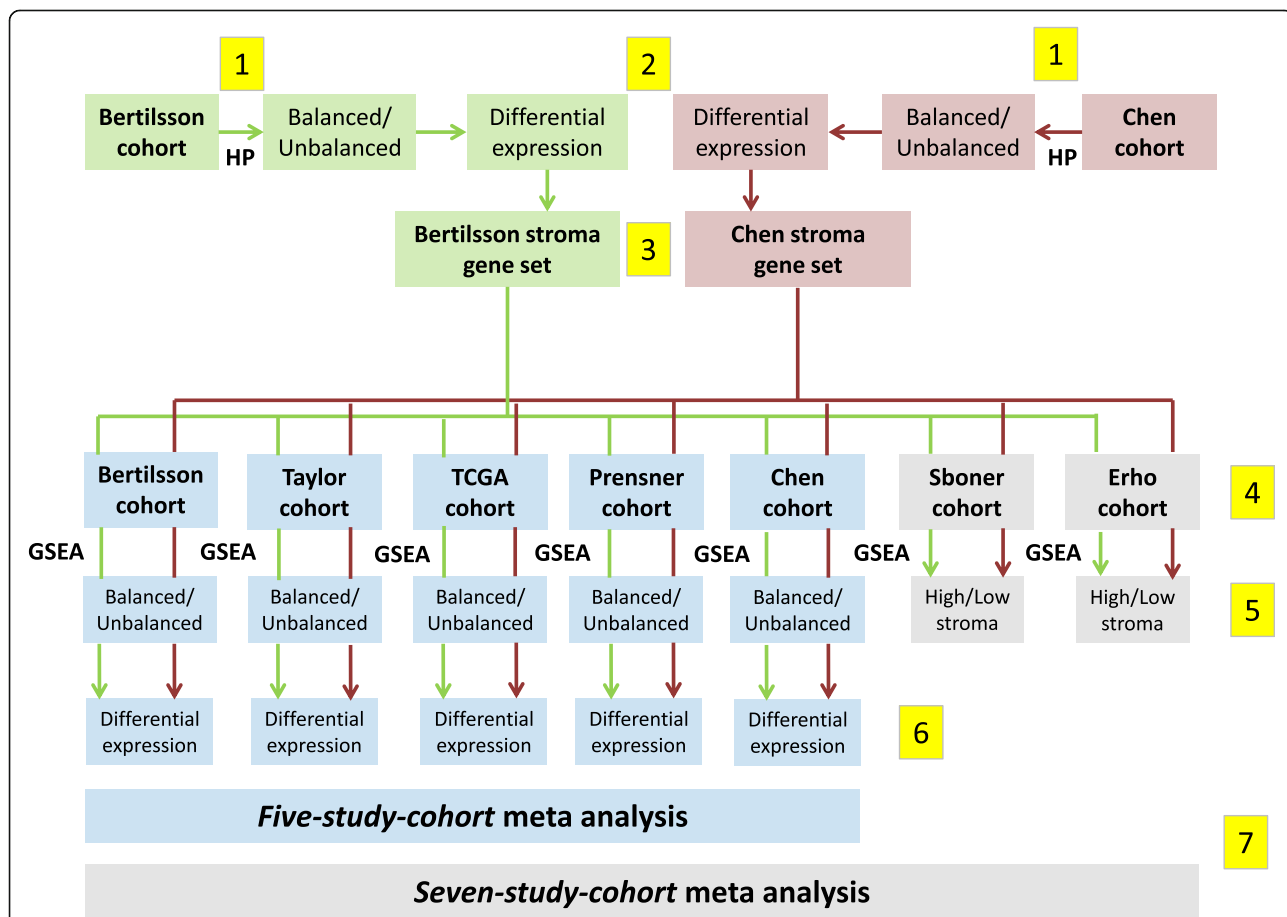 1
2
1
Bertilsson
cohort
HP
Balanced/
Unbalanced
Differential
expression
Differential
expression
Balanced/
Unbalanced
HP
Chen
cohort
Bertilsson stroma
gene set
3
Chen stroma
gene set
Bertilsson
cohort
Taylor
cohort
TCGA
cohort
Prensner
cohort
Chen
cohort
Sboner
cohort
Erho
cohort
4
GSEA
GSEA
GSEA
GSEA
GSEA
GSEA
GSEA
Balanced/
Unbalanced
Balanced/
Unbalanced
Balanced/
Unbalanced
Balanced/
Unbalanced
Balanced/
Unbalanced
High/Low
stroma
High/Low
stroma
5
Differential
expression
Differential
expression
Differential
expression
Differential
expression
Differential
expression
6
Five-study-cohort meta analysis
7
Seven-study-cohort meta analysis